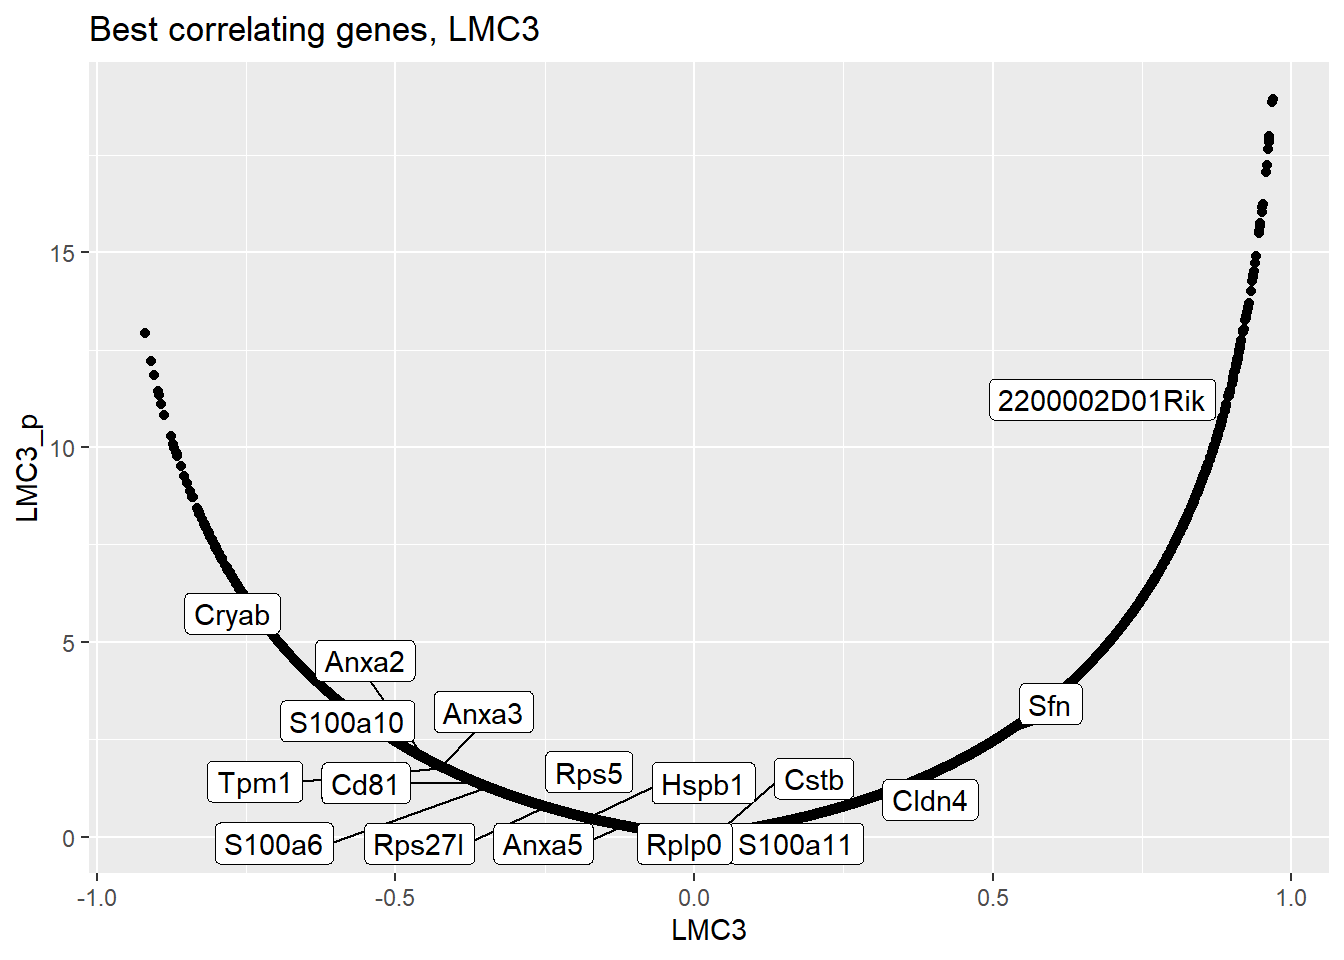 Best correlating genes, LMC3
LMC3_p
15
10
5
0
2200002D01Rik
Cryab
Anxa2
S100a10
Anxa3
Sfn
Tpm1
Cd81
Rps5
Hspb1
Cstb
Cldn4
S100a6
Rps27l
Anxa5
Rplp0
S100a11
-1.0
-0.5
0.0
0.5
1.0
LMC3